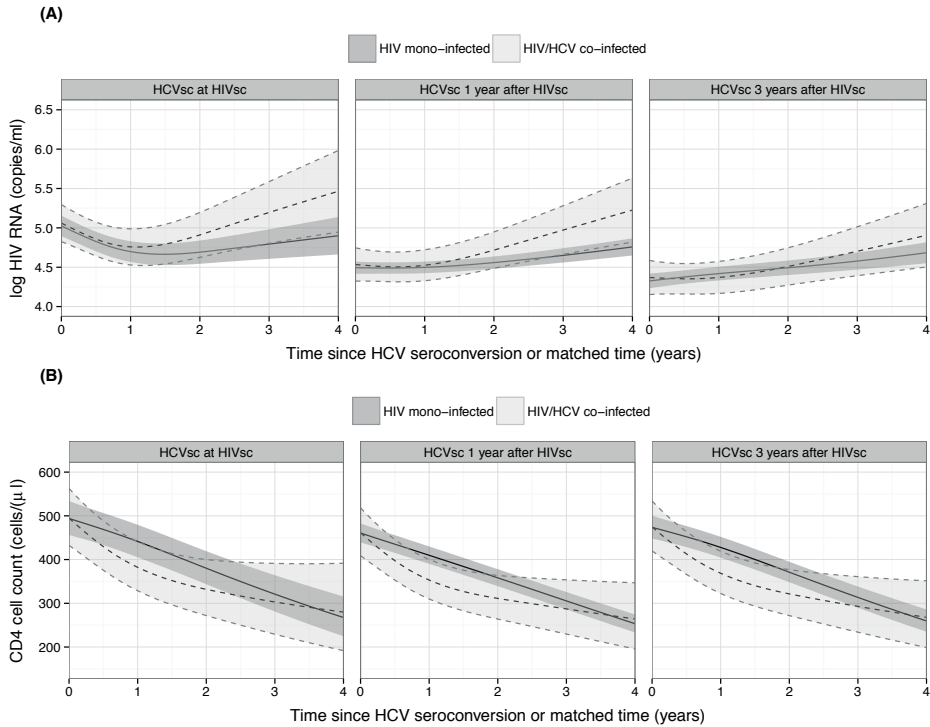 (A)
HIV mono-infected HIV/HCV co-infected
HCVsc at HIVsc HCVsc 1 year after HIVsc HCVsc 3 years after HIVsc
log HIV RNA (copies/ml)
6.5
6.0
5.5
5.0
4.5
4.0
0 1 2 3 4 0 1 2 3 4 0 1 2 3 4
Time since HCV seroconversion or matched time (years)
(B)
HIV mono-infected HIV/HCV co-infected
HCVsc at HIVsc HCVsc 1 year after HIVsc HCVsc 3 years after HIVsc
CD4 cell count (cells/(μ l)
600
500
400
300
200
0 1 2 3 4 0 1 2 3 4 0 1 2 3 4
Time since HCV seroconversion or matched time (years)